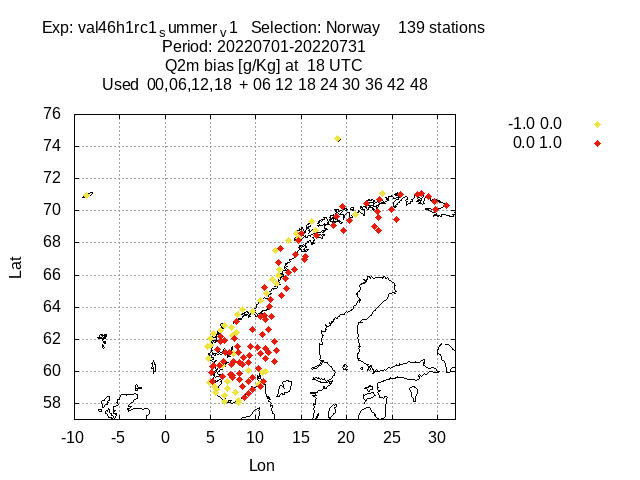 Exp: val46h1rc1summerv1 Selection: Norway 139 stations
Period: 20220701-20220731
Q2m bias [g/Kg] at 18 UTC
Used 00,06,12,18 + 06 12 18 24 30 36 42 48
-1.0 0.0
0.0 1.0
76
74
72
70
68
66
64
62
60
58
Lat
-10 -5 0 5 10 15 20 25 30
Lon